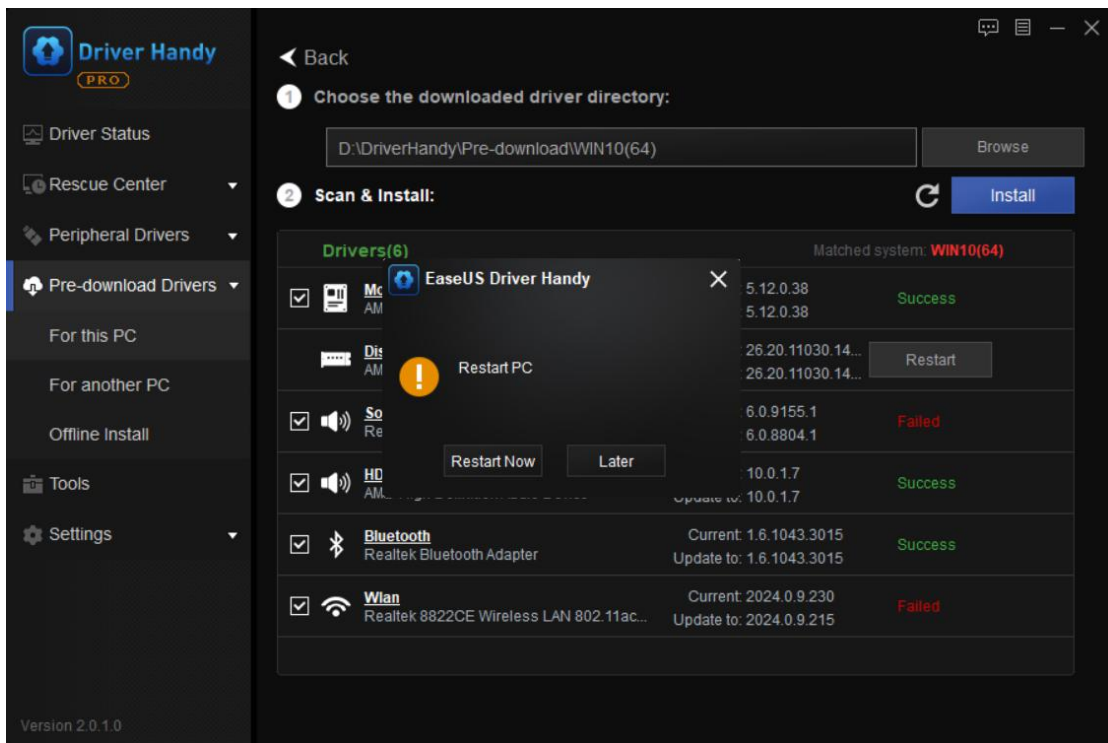 Driver Handy
PRO
Back
1 Choose the downloaded driver directory:
D:\DriverHandy\Pre-download\WIN10(64)
Browse
2 Scan & Install:
Install
Driver Status
Rescue Center
Peripheral Drivers
Pre-download Drivers
For this PC
For another PC
Offline Install
Tools
Settings
Version 2.0.1.0
Drivers(6)
Matched system: WIN10(64)
EaseUS Driver Handy
Restart PC
Restart Now
Later
5.12.0.38
5.12.0.38
Success
26.20.11030.14...
26.20.11030.14...
Restart
6.0.9155.1
6.0.8804.1
Failed
10.0.1.7
10.0.1.7
Success
Bluetooth
Realtek Bluetooth Adapter
Current: 1.6.1043.3015
Update to: 1.6.1043.3015
Success
Wlan
Realtek 8822CE Wireless LAN 802.11ac...
Current: 2024.0.9.230
Update to: 2024.0.9.215
Failed